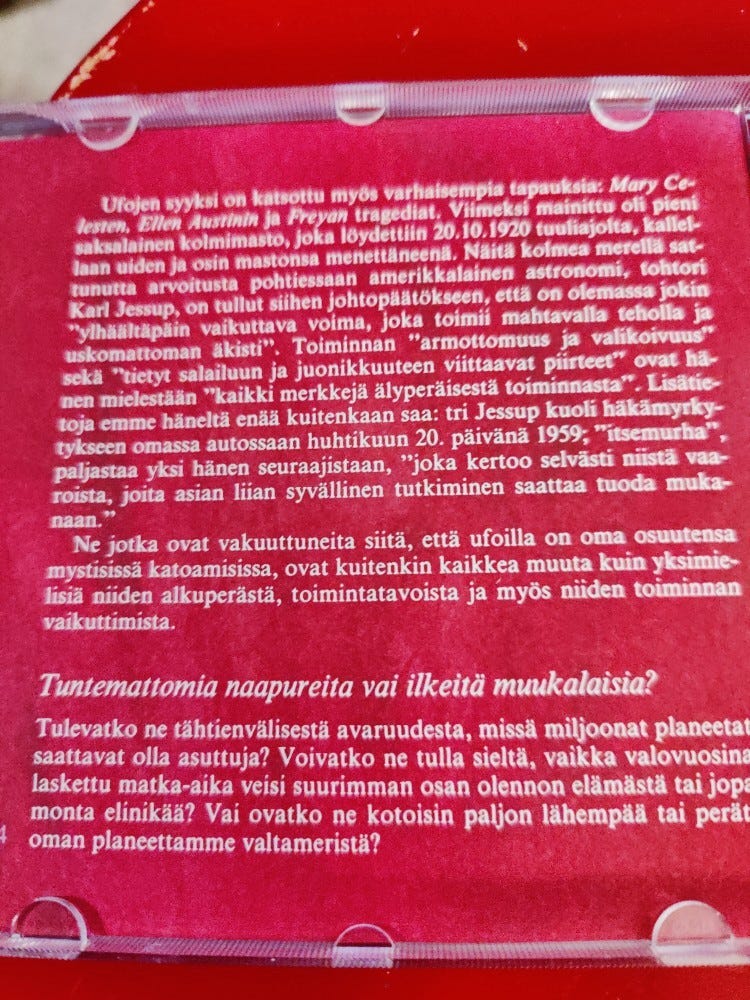 Ufojen syyksi on katsottu myös varhaisempia tapauksia: Mary Ce-
lesten, Ellen Austinin ja Freyan tragediat. Viimeksi mainittu oli pieni
saksalainen kolmimasto, joka löydettiin 20.10.1920 tuuliajolta, kallel-
laan uiden ja osin mastonsa menettäneenä. Näitä kolmea merellä sat-
tunutta arvoitusta pohtiessaan amerikkalainen astronomi, tohtori
Karl Jessup, on tullut siihen johtopäätökseen, että on olemassa jokin
"ylhäältäpäin vaikuttava voima, joka toimii mahtavalla teholla ja
uskomattoman äkisti". Toiminnan "armottomuus ja valikoivuus"
sekä "tietyt salailuun ja juonikkuuteen viittaavat piirteet" ovat hä-
nen mielestään "kaikki merkkejä älyperäisestä toiminnasta". Lisätie-
toja emme häneltä enää kuitenkaan saa: tri Jessup kuoli häkämyrky-
tykseen omassa autossaan huhtikuun 20. päivänä 1959; "itsemurha",
paljastaa yksi hänen seuraajistaan, "joka kertoo selvästi niistä vaa-
roista, joita asian liian syvällinen tutkiminen saattaa tuoda muka-
naan."
Ne jotka ovat vakuuttuneita siitä, että ufoilla on oma osuutensa
mystisissä katoamisissa, ovat kuitenkin kaikkea muuta kuin yksimie-
lisiä niiden alkuperästä, toimintatavoista ja myös niiden toiminnan
vaikuttimista.
Tuntemattomia naapureita vai ilkeitä muukalaisia?
Tulevatko ne tähtienvälisestä avaruudesta, missä miljoonat planeetat
saattavat olla asuttuja? Voivatko ne tulla sieltä, vaikka valovuosina
laskettu matka-aika veisi suurimman osan olennon elämästä tai jopa
monta elinikää? Vai ovatko ne kotoisin paljon lähempää tai perät
4 oman planeettamme valtameristä?